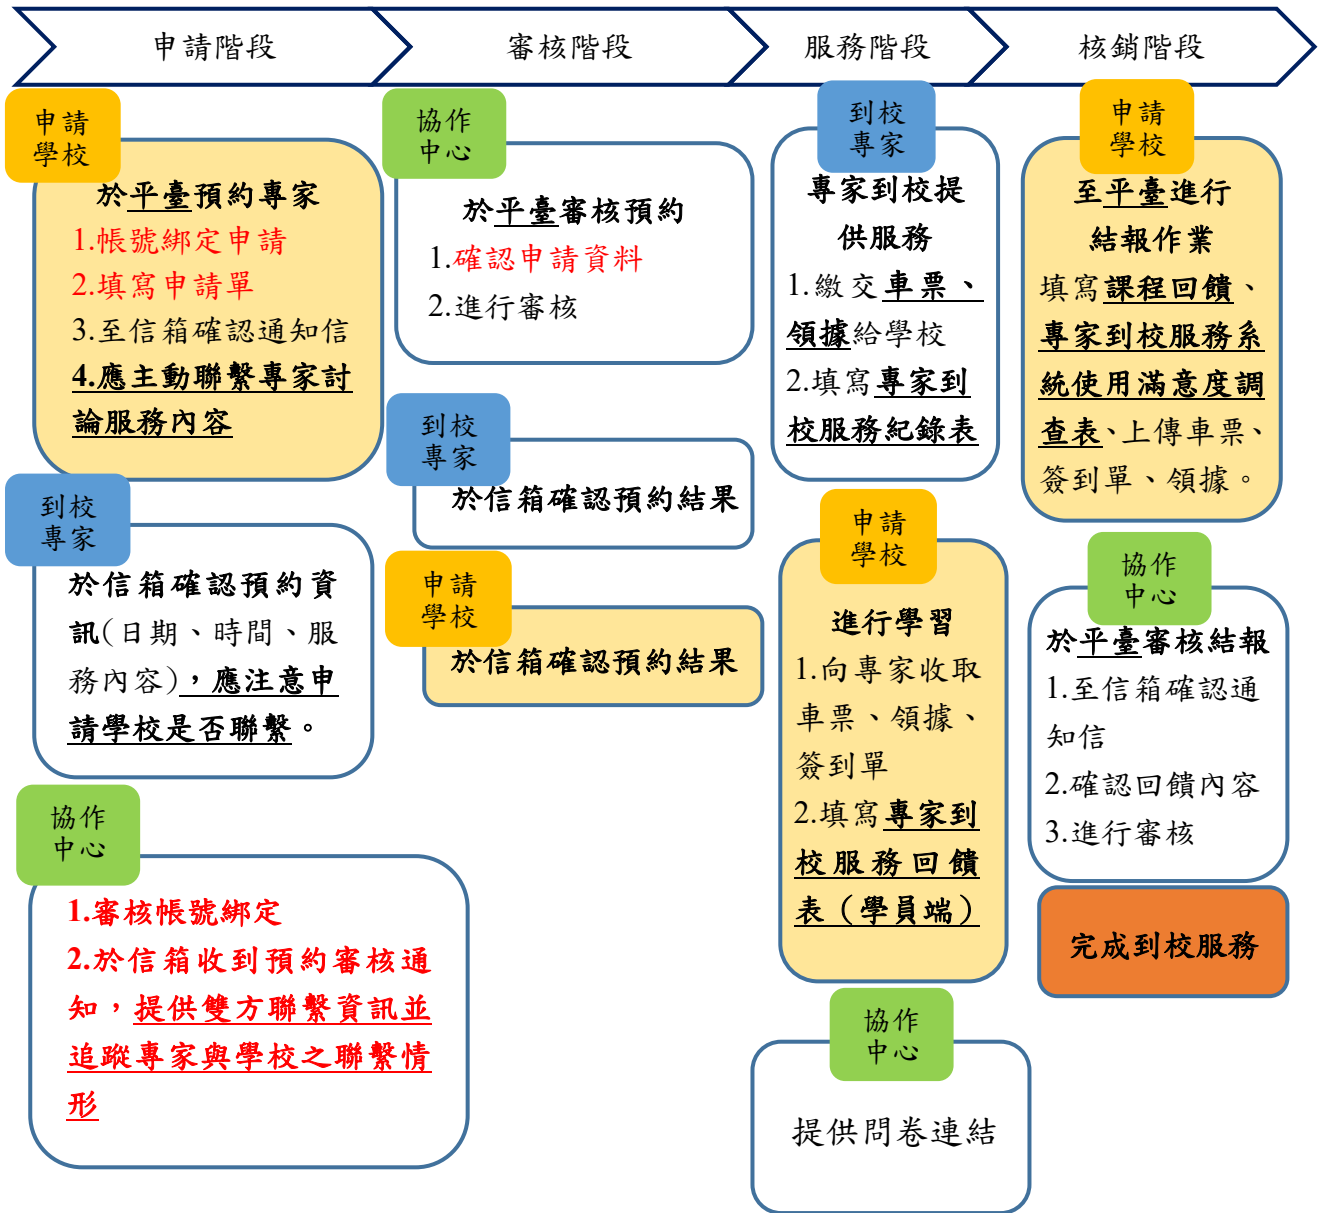 申請階段
審核階段
服務階段
核銷階段
申請
學校
於平臺預約專家
1.帳號綁定申請
2.填寫申請單
3.至信箱確認通知信
4.應主動聯繫專家討
論服務內容
到校
專家
於信箱確認預約資
訊(日期、時間、服
務內容)，應注意申
請學校是否聯繫。
協作
中心
1.審核帳號綁定
2.於信箱收到預約審核通
知，提供雙方聯繫資訊並
追蹤專家與學校之聯繫情
形
協作
中心
於平臺審核預約
1.確認申請資料
2.進行審核
到校
專家
於信箱確認預約結果
申請
學校
於信箱確認預約結果
到校
專家
專家到校提
供服務
1.繳交車票、
領據給學校
2.填寫專家到
校服務紀錄表
申請
學校
進行學習
1.向專家收取
車票、領據、
簽到單
2.填寫專家到
校服務回饋
表（學員端）
協作
中心
提供問卷連結
申請
學校
至平臺進行
結報作業
填寫課程回饋、
專家到校服務系
統使用滿意度調
查表、上傳車票、
簽到單、領據。
協作
中心
於平臺審核結報
1.至信箱確認通
知信
2.確認回饋內容
3.進行審核
完成到校服務